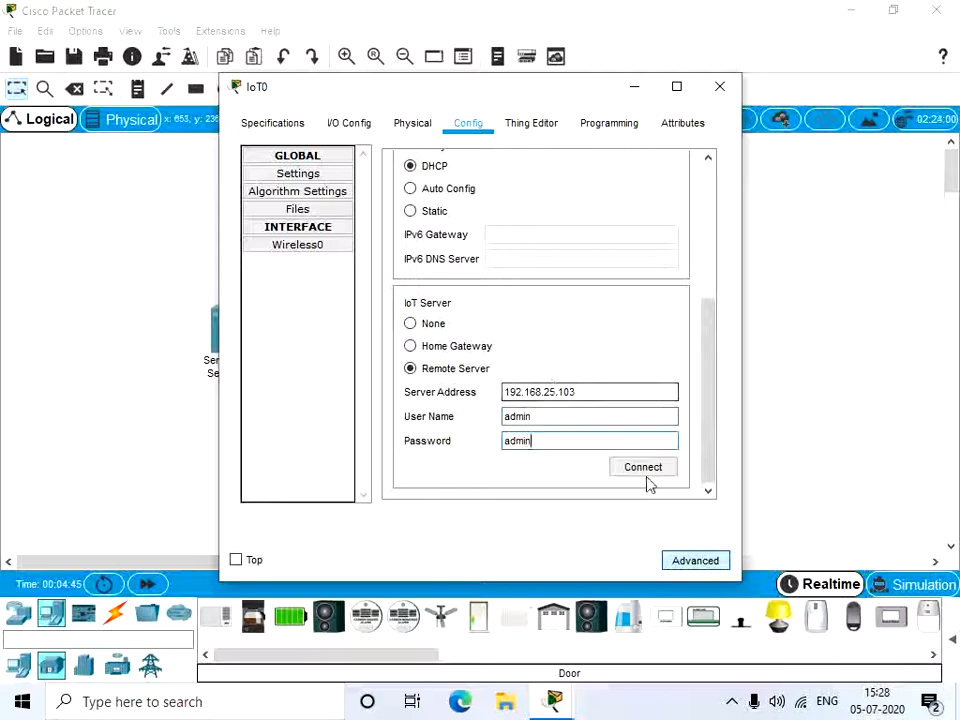 Cisco Packet Tracer
File Edit Options View Tools Extensions Help
?
Logical Physical x: 653, y: 236 02:24:00
IoT0
Specifications I/O Config Physical Config Thing Editor Programming Attributes
GLOBAL
Settings
Algorithm Settings
Files
INTERFACE
Wireless0
DHCP
Auto Config
Static
IPv6 Gateway
IPv6 DNS Server
IoT Server
None
Home Gateway
Remote Server
Server Address 192.168.25.103
User Name admin
Password admin
Connect
Ser
Se
Top
Advanced
Time: 00:04:45
Realtime Simulation
Door
Type here to search
ENG
15:28
05-07-2020
2